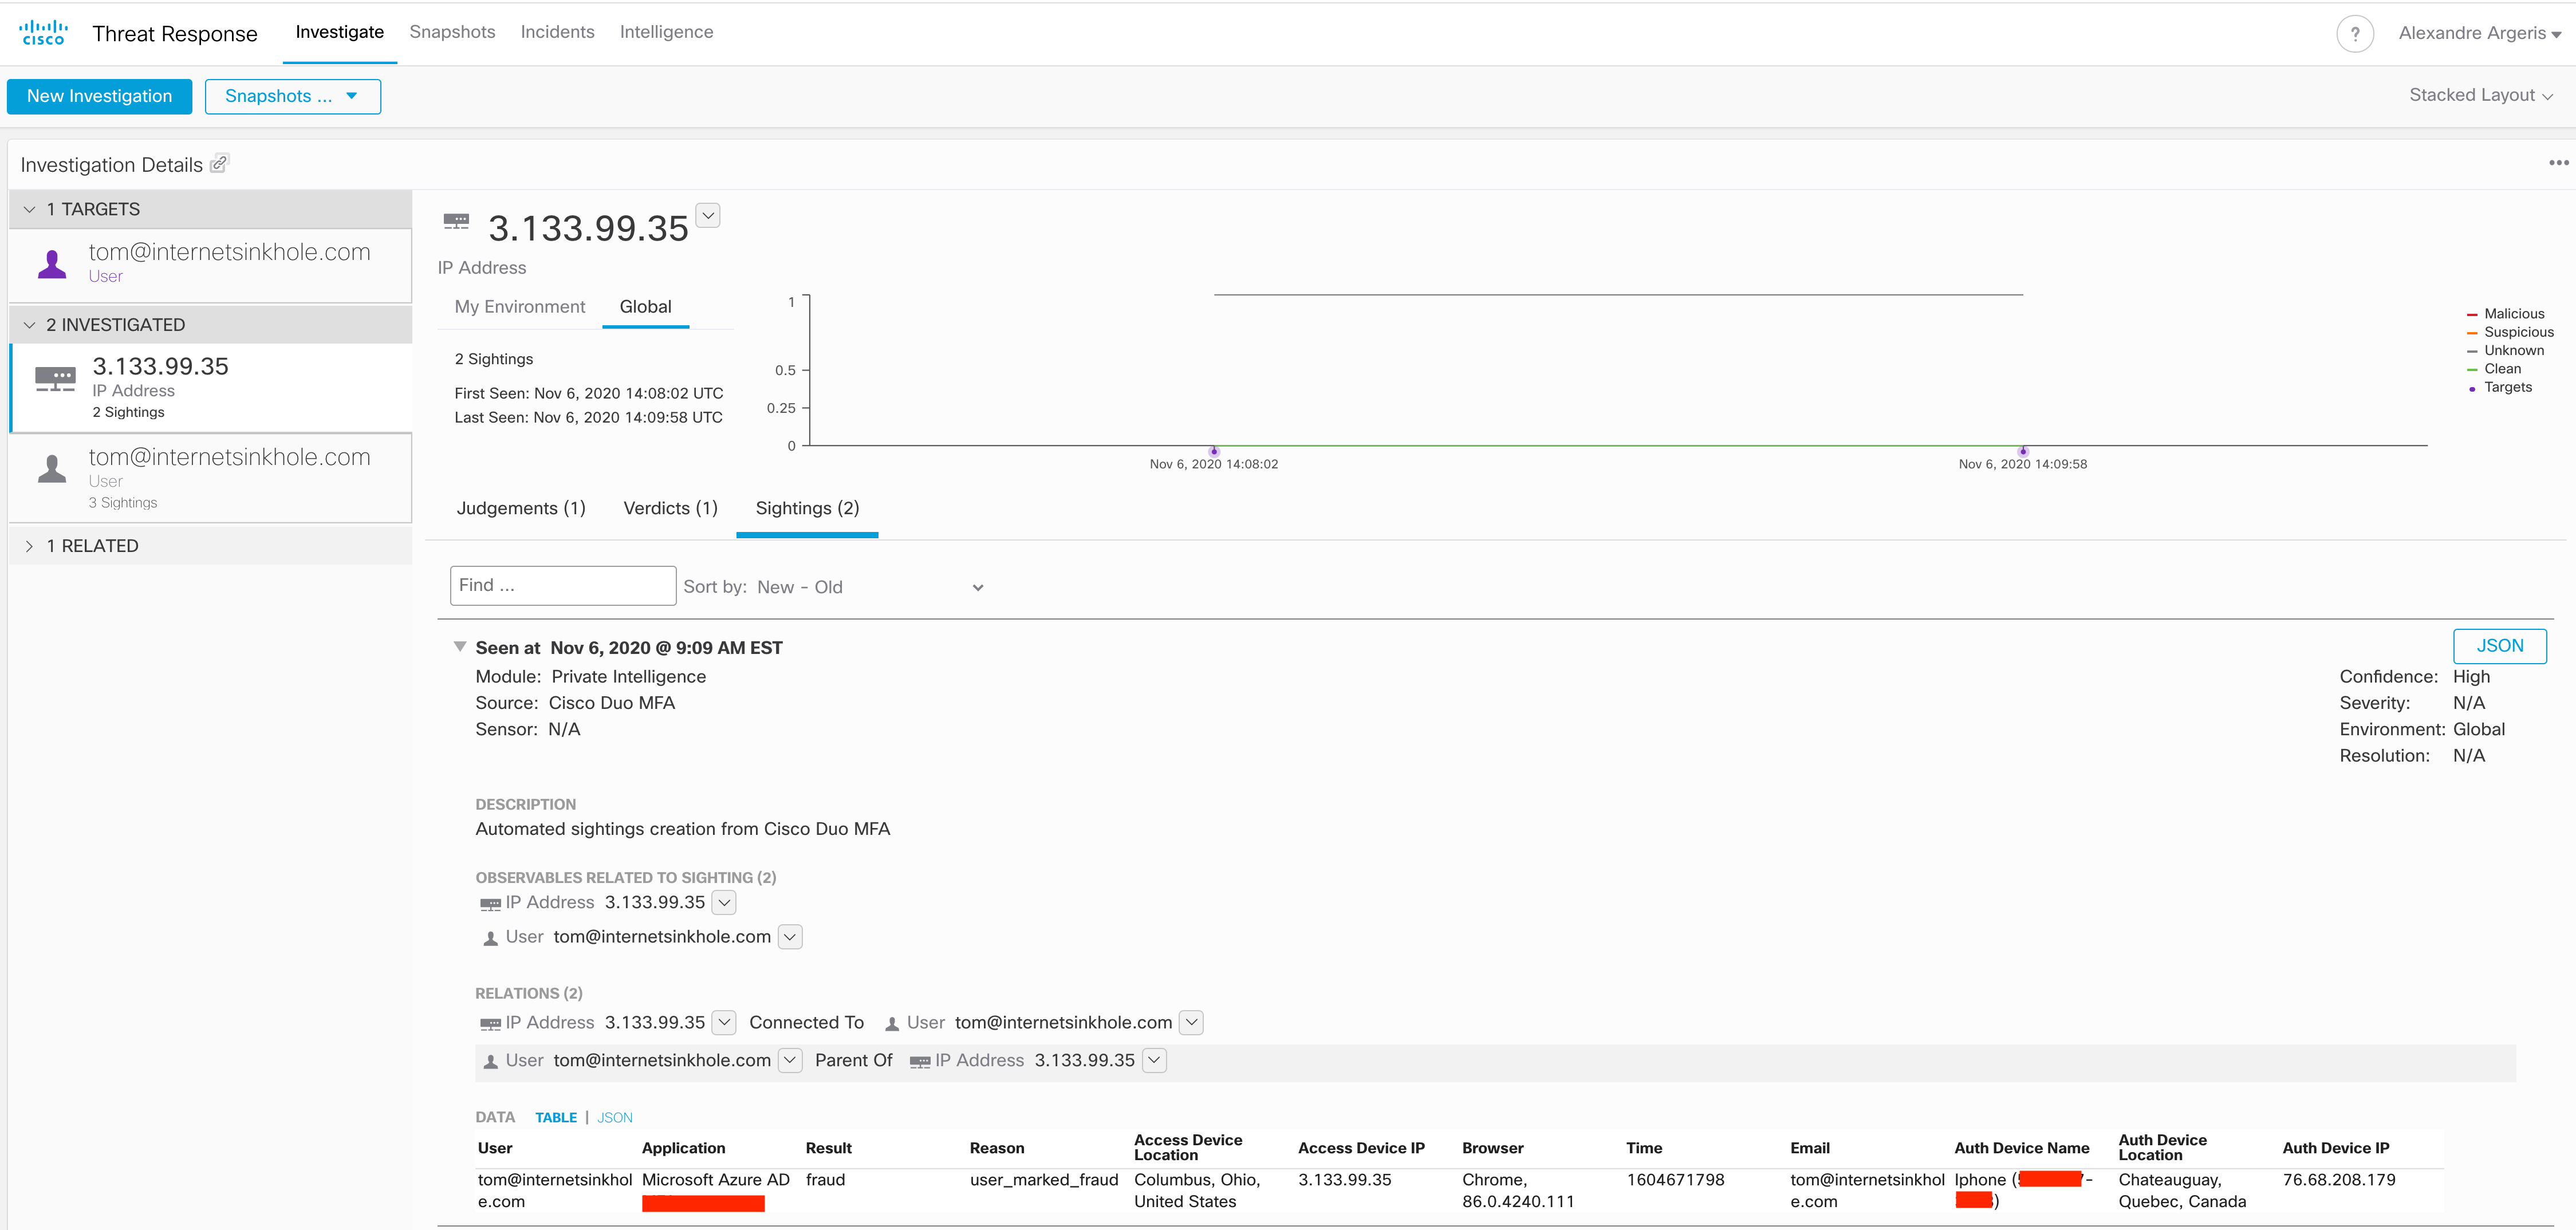 cisco
Threat Response
Investigate
Snapshots
Incidents
Intelligence
?
Alexandre Argeris
New Investigation
Snapshots ...
Stacked Layout
Investigation Details
1 TARGETS
tom@internetsinkhole.com
User
2 INVESTIGATED
3.133.99.35
IP Address
2 Sightings
tom@internetsinkhole.com
User
3 Sightings
1 RELATED
3.133.99.35
IP Address
My Environment
Global
2 Sightings
First Seen: Nov 6, 2020 14:08:02 UTC
Last Seen: Nov 6, 2020 14:09:58 UTC
1
0.5
0.25
0
Nov 6, 2020 14:08:02
Nov 6, 2020 14:09:58
Malicious
Suspicious
Unknown
Clean
Targets
Judgements (1)
Verdicts (1)
Sightings (2)
Find ...
Sort by: New - Old
Seen at Nov 6, 2020 @ 9:09 AM EST
JSON
Module: Private Intelligence
Source: Cisco Duo MFA
Sensor: N/A
Confidence: High
Severity: N/A
Environment: Global
Resolution: N/A
DESCRIPTION
Automated sightings creation from Cisco Duo MFA
OBSERVABLES RELATED TO SIGHTING (2)
IP Address 3.133.99.35
User tom@internetsinkhole.com
RELATIONS (2)
IP Address 3.133.99.35 Connected To User tom@internetsinkhole.com
User tom@internetsinkhole.com Parent Of IP Address 3.133.99.35
DATA TABLE | JSON
User Application Result Reason Access Device Location Access Device IP Browser Time Email Auth Device Name Auth Device Location Auth Device IP
tom@internetsinkhol Microsoft Azure AD fraud user_marked_fraud Columbus, Ohio, 3.133.99.35 Chrome, 1604671798 tom@internetsinkhol Iphone ( - Chateauguay, 76.68.208.179
e.com United States 86.0.4240.111 e.com ) Quebec, Canada